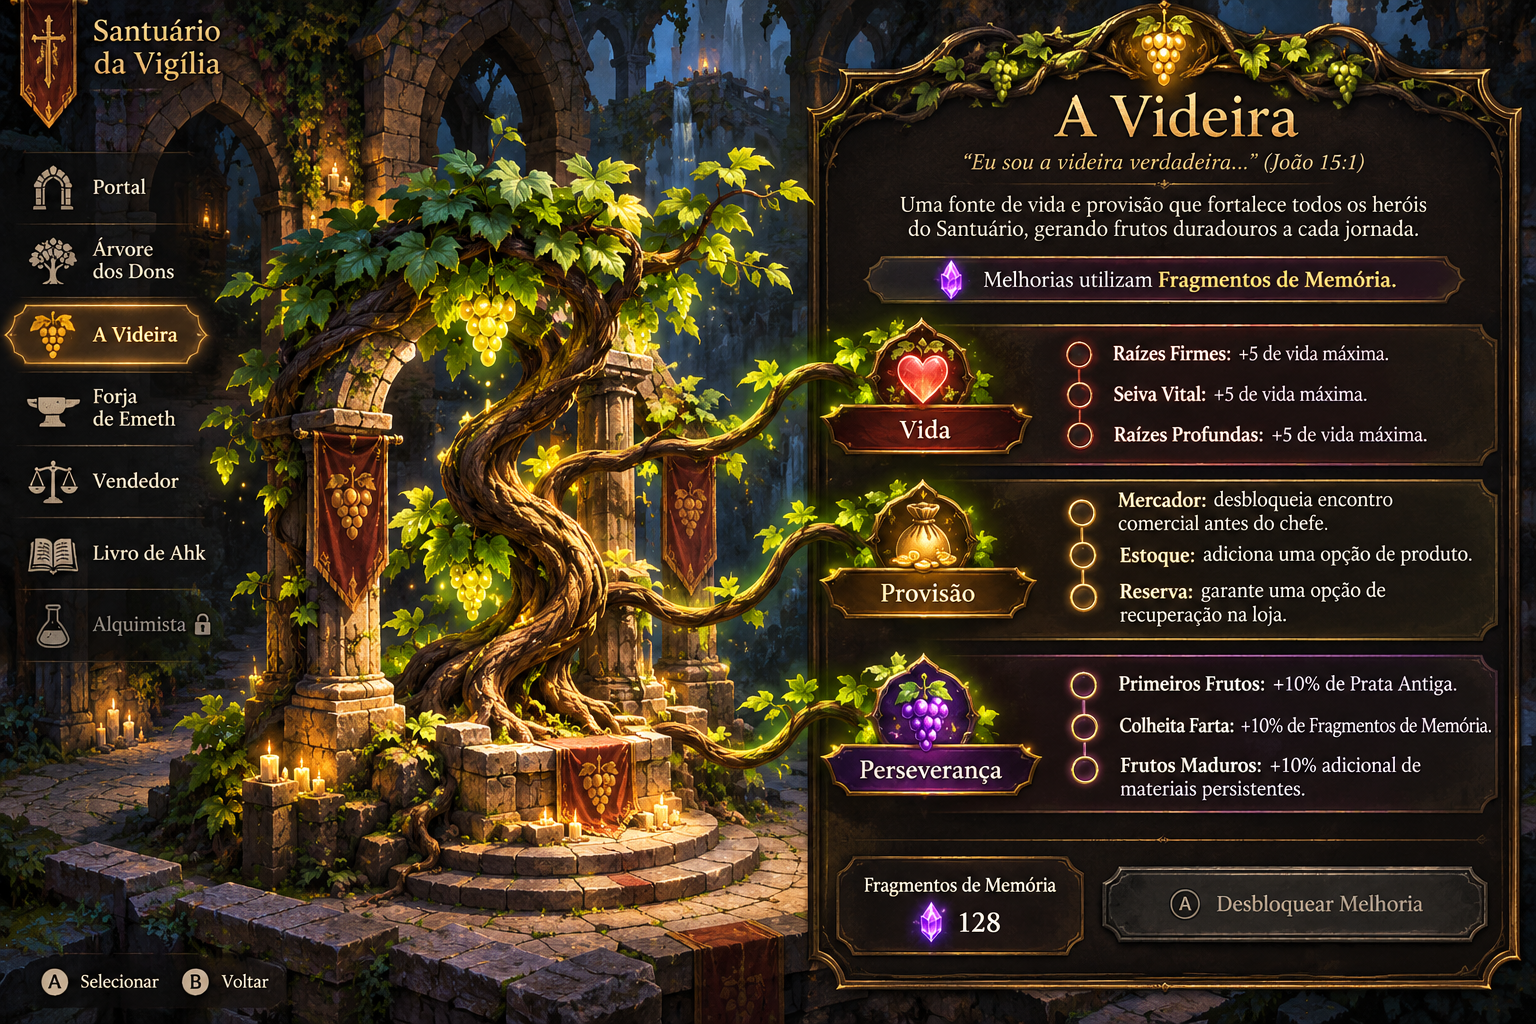 Santuário
da Vigília
Portal
Árvore
dos Dons
A Videira
Forja
de Emeth
Vendedor
Livro de Ahk
Alquimista
A Selecionar
B Voltar
A Videira
“Eu sou a videira verdadeira...” (João 15:1)
Uma fonte de vida e provisão que fortalece todos os heróis
do Santuário, gerando frutos duradouros a cada jornada.
Melhorias utilizam Fragmentos de Memória.
Vida
Raízes Firmes: +5 de vida máxima.
Seiva Vital: +5 de vida máxima.
Raízes Profundas: +5 de vida máxima.
Provisão
Mercador: desbloqueia encontro
comercial antes do chefe.
Estoque: adiciona uma opção de produto.
Reserva: garante uma opção de
recuperação na loja.
Perseverança
Primeiros Frutos: +10% de Prata Antiga.
Colheita Farta: +10% de Fragmentos de Memória.
Frutos Maduros: +10% adicional de
materiais persistentes.
Fragmentos de Memória
128
A Desbloquear Melhoria